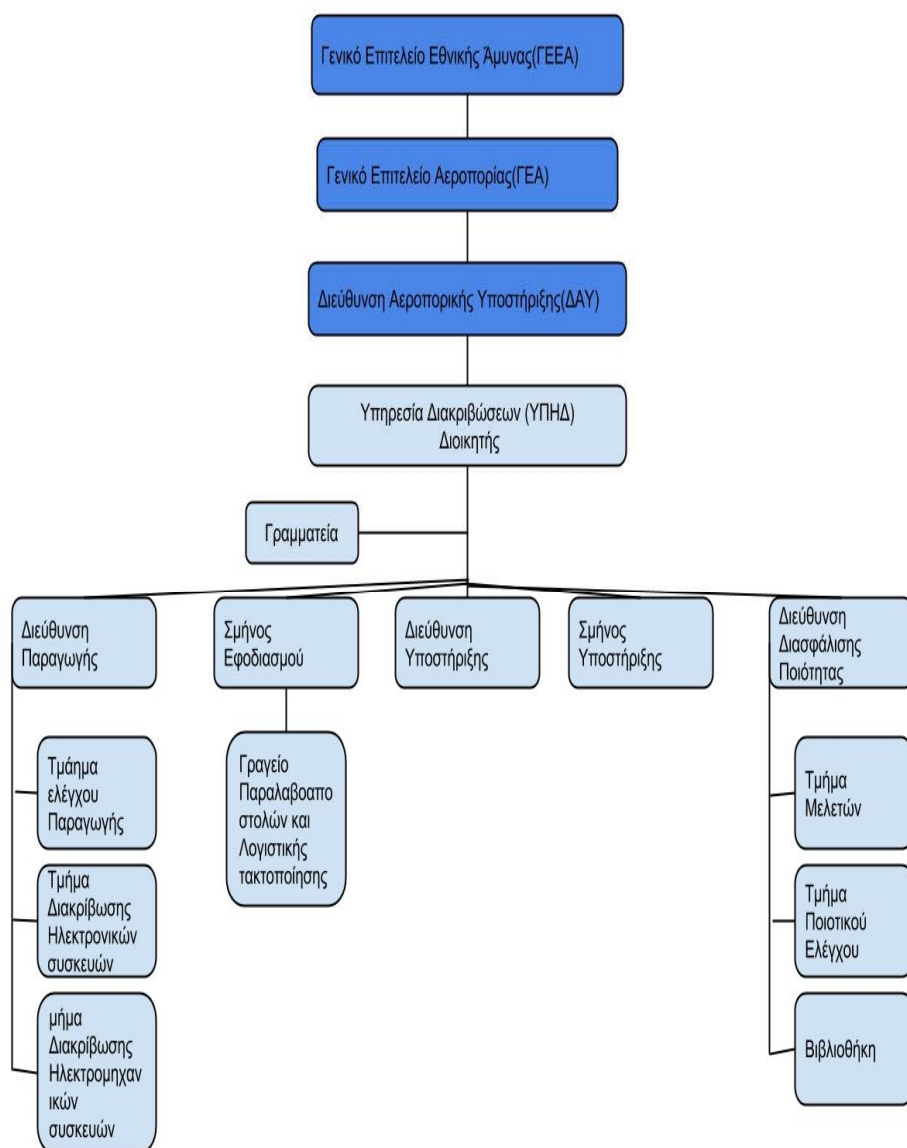 Γενικό Επιτελείο Εθνικής Άμυνας(ΓΕΕΑ)
Γενικό Επιτελείο Αεροπορίας(ΓΕΑ)
Διεύθυνση Αεροπορικής Υποστήριξης(ΔΑΥ)
Υπηρεσία Διακριβώσεων (ΥΠΗΔ)
Διοικητής
Γραμματεία
Διεύθυνση
Παραγωγής
Σμήνος
Εφοδιασμού
Διεύθυνση
Υποστήριξης
Σμήνος
Υποστήριξης
Διεύθυνση
Διασφάλισης
Ποιότητας
Τμάημα
ελέγχου
Παραγωγής
Τμήμα
Διακρίβωσης
Ηλεκτρονικών
συσκευών
μήμα
Διακρίβωσης
Ηλεκτρομηχαν
ικών
συσκευών
Γραγείο
Παραλαβοαπο
στολών και
Λογιστικής
τακτοποίησης
Τμήμα
Μελετών
Τμήμα
Ποιοτικού
Ελέγχου
Βιβλιοθήκη